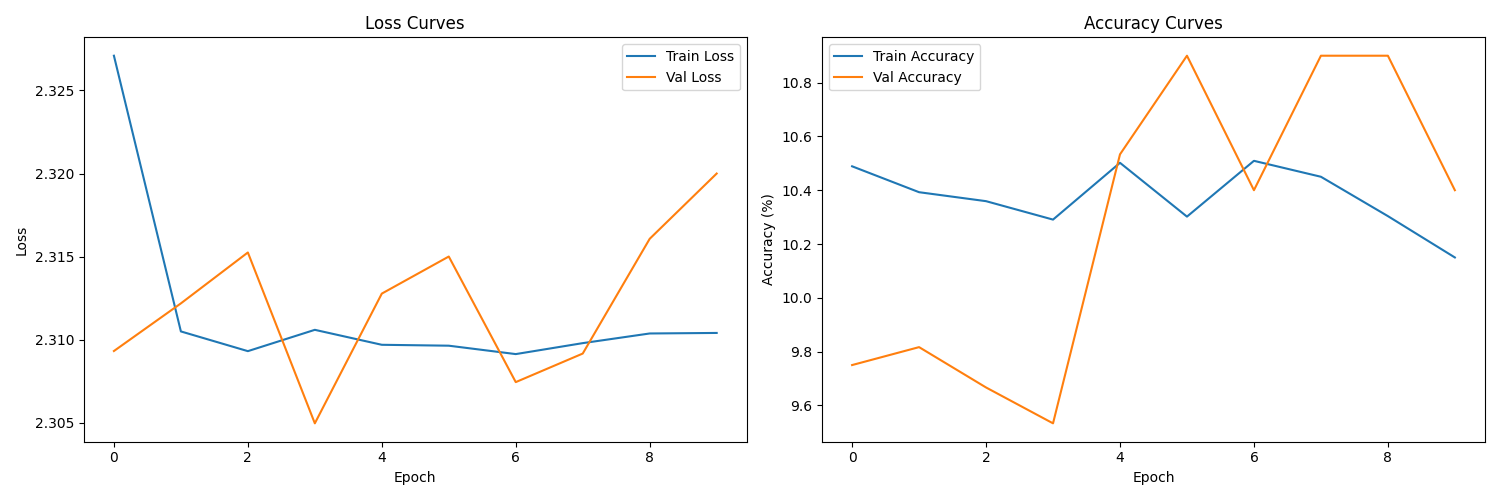 Loss Curves
Train Loss
Val Loss
2.325
2.320
2.315
2.310
2.305
Loss
0 2 4 6 8
Epoch
Accuracy Curves
Train Accuracy
Val Accuracy
10.8
10.6
10.4
10.2
10.0
9.8
9.6
Accuracy (%)
0 2 4 6 8
Epoch